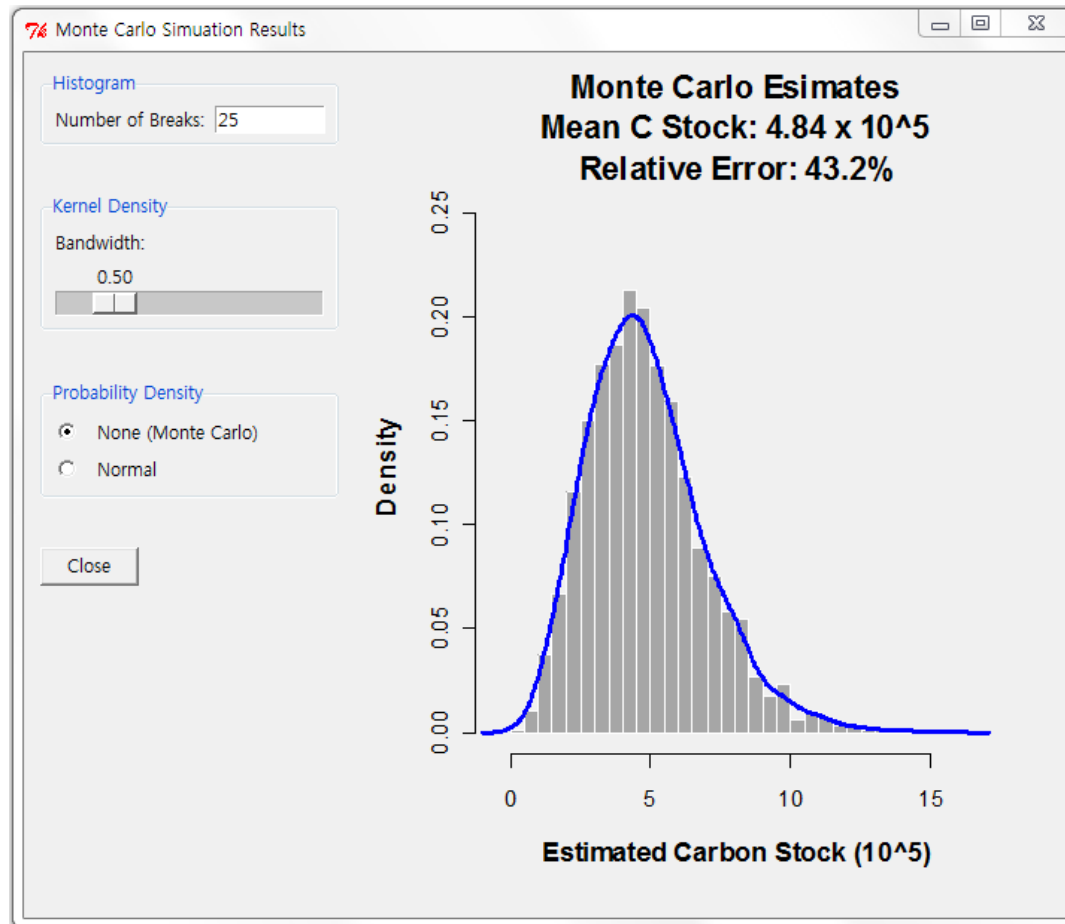 Monte Carlo Simuation Results
Histogram
Number of Breaks: 25
Kernel Density
Bandwidth:
0.50
Probability Density
None (Monte Carlo)
Normal
Close
Monte Carlo Esimates
Mean C Stock: 4.84 x 10^5
Relative Error: 43.2%
Density
0.25
0.20
0.15
0.10
0.05
0.00
0 5 10 15
Estimated Carbon Stock (10^5)